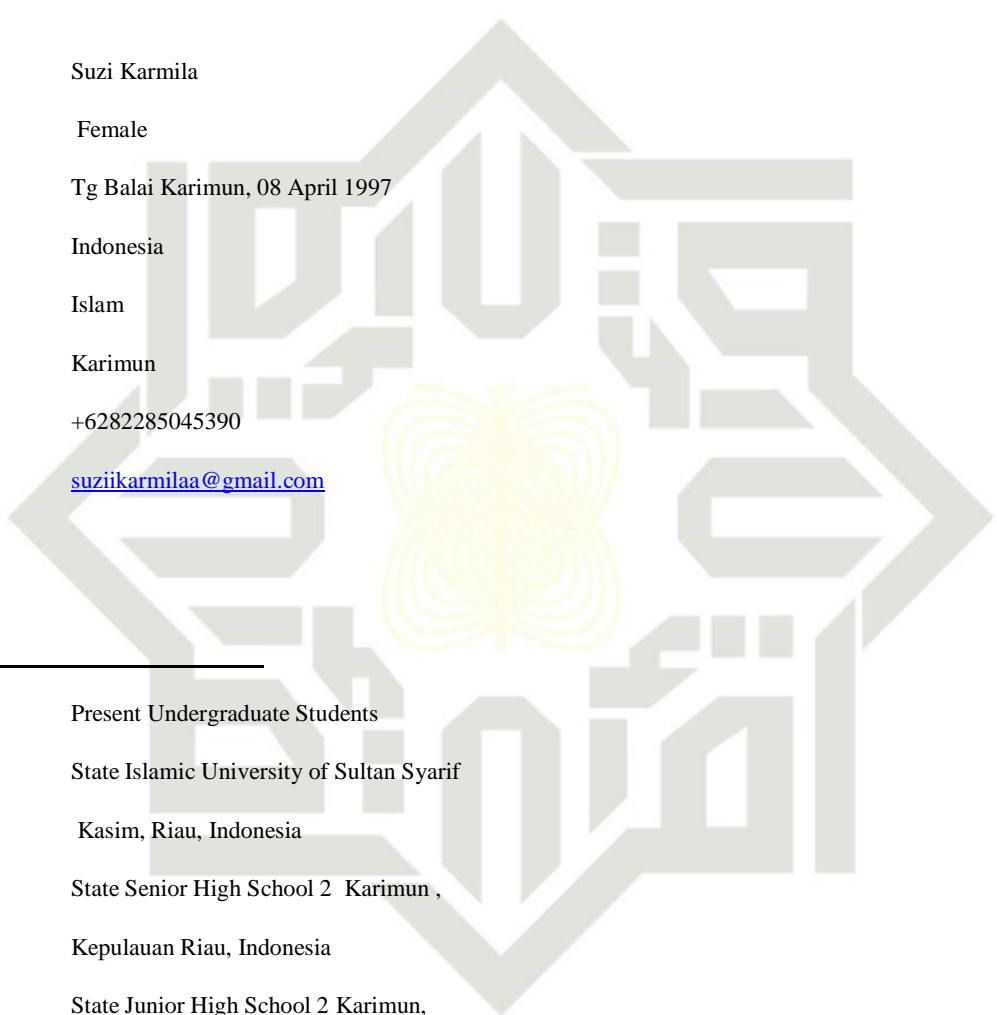 Suzi Karmila
Female
Tg Balai Karimun, 08 April 1997
Indonesia
Islam
Karimun
+6282285045390
suziikarmilaa@gmail.com
Present Undergraduate Students
State Islamic University of Sultan Syarif
Kasim, Riau, Indonesia
State Senior High School 2 Karimun ,
Kepulauan Riau, Indonesia
State Junior High School 2 Karimun,